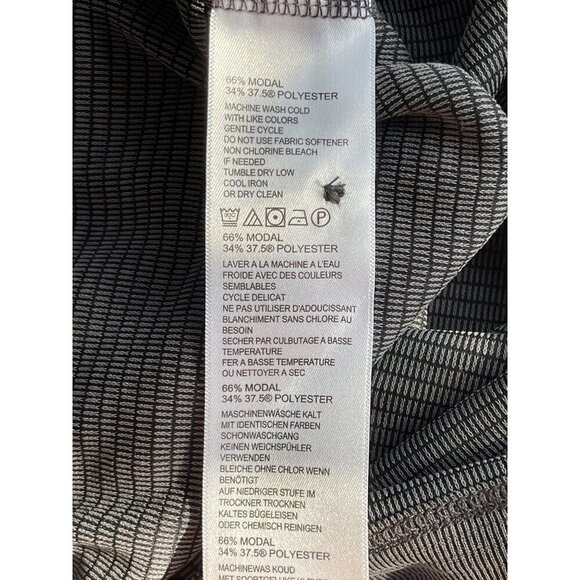 66% MODAL
34% 37.5® POLYESTER
MACHINE WASH COLD
WITH LIKE COLORS
GENTLE CYCLE
DO NOT USE FABRIC SOFTENER
NON CHLORINE BLEACH
IF NEEDED
TUMBLE DRY LOW
COOL IRON
OR DRY CLEAN
P
66% MODAL
34% 37.5® POLYESTER
LAVER A LA MACHINE A L'EAU
FROIDE AVEC DES COULEURS
SEMBLABLES
CYCLE DELICAT
NE PAS UTILISER D'ADOUCISSANT
BLANCHIMENT SANS CHLORE AU
BESOIN
SECHER PAR CULBUTAGE À BASSE
TEMPERATURE
FER A BASSE TEMPERATURE
OU NETTOYER A SEC
66% MODAL
34% 37.5® POLYESTER
MASCHINENWÄSCHE KALT
MIT IDENTISCHEN FARBEN
SCHONWASCHGANG
KEINEN WEICHSPÜHLER
VERWENDEN
BLEICHE OHNE CHLOR WENN
BENÖTIGT
AUF NIEDRIGER STUFE IM
TROCKNER TROCKNEN
KALTES BÜGELEISEN
ODER CHEMISCH REINIGEN
66% MODAL
34% 37.5® POLYESTER
MACHINEWAS KOUD